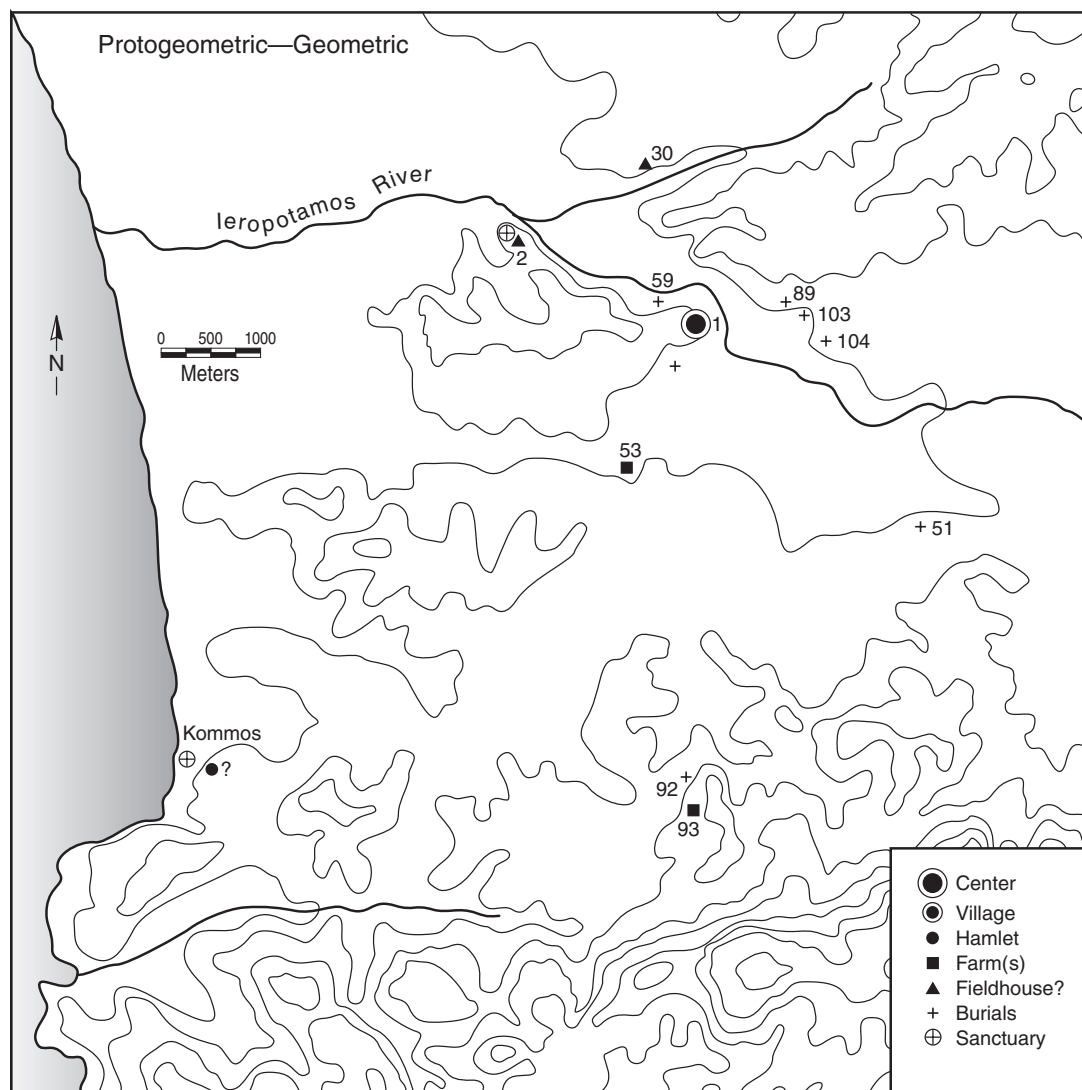 Protogeometric—Geometric
30
Ieropotamos River
2
59
89
1
103
104
0 500 1000
Meters
N
53
51
Kommos
?
92
93
Center
Village
Hamlet
Farm(s)
Fieldhouse?
Burials
Sanctuary